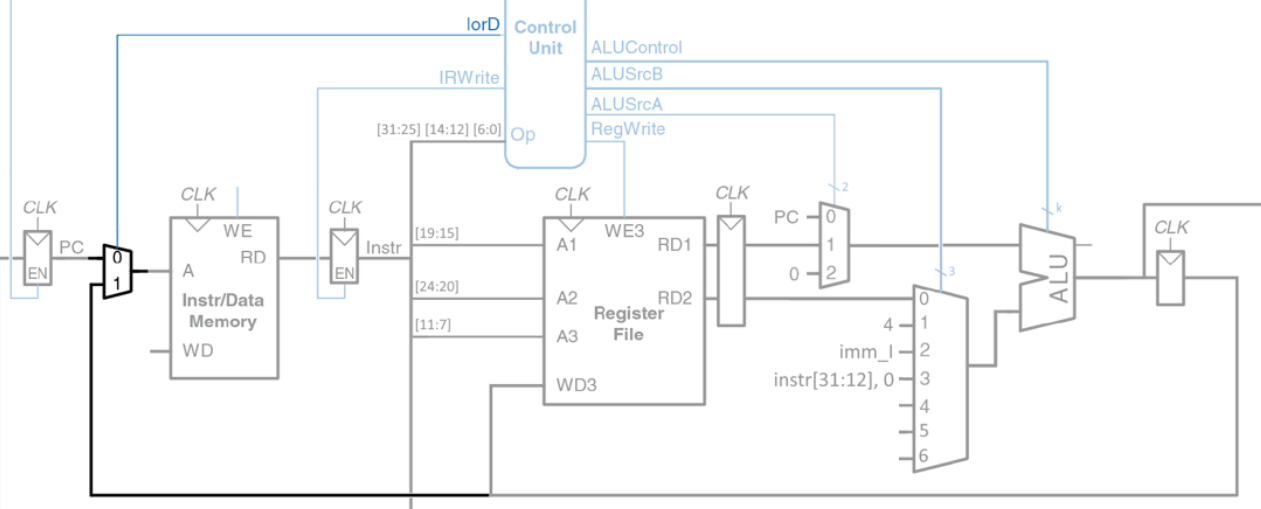 IorD
Control
Unit
ALUControl
ALUSrcB
IRWrite
ALUSrcA
[31:25] [14:12] [6:0]
Op
RegWrite
CLK
CLK
CLK
CLK
CLK
2
PC
0
1
0
2
k
CLK
PC
EN
0
1
WE
A
RD
Instr/Data
Memory
WD
EN
Instr
[19:15]
[24:20]
[11:7]
WE3
A1
RD1
A2
RD2
A3
Register
File
WD3
3
0
4
1
imm_I
2
instr[31:12], 0
3
4
5
6
ALU